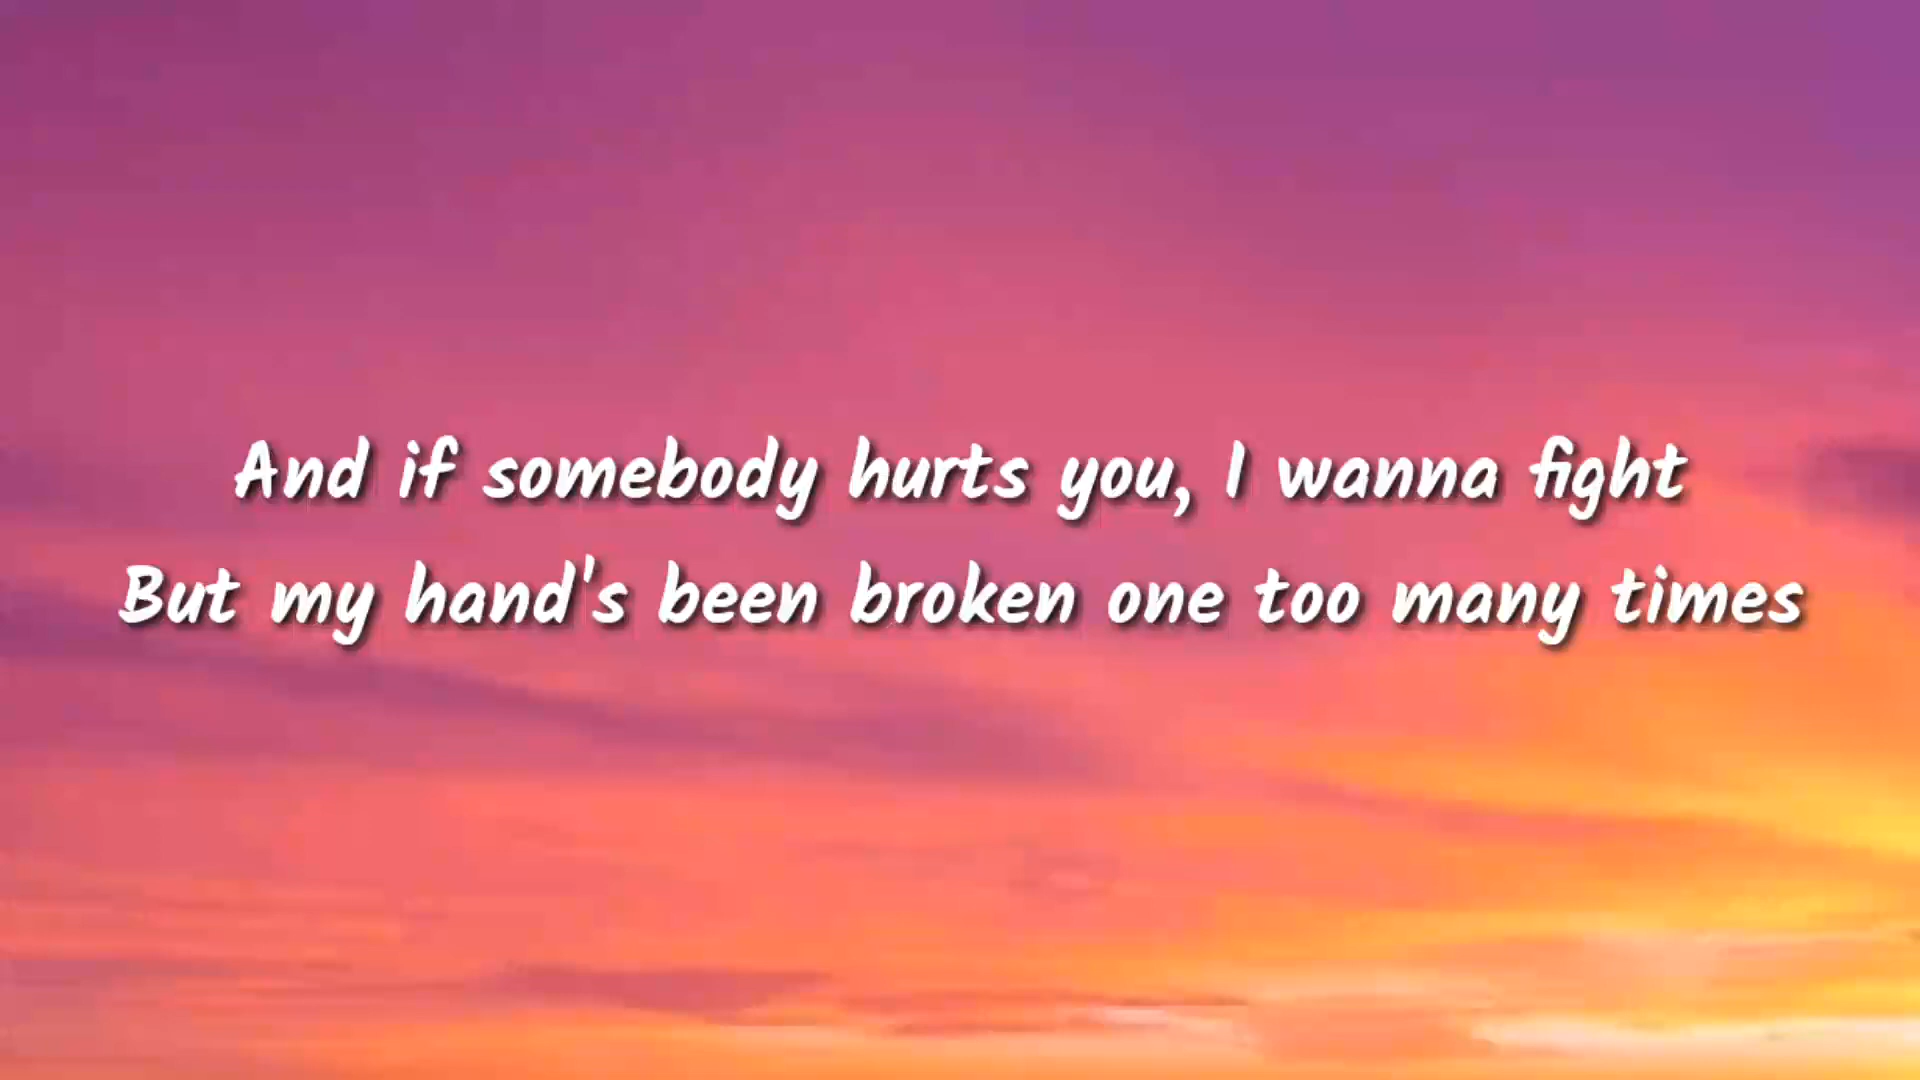 And if somebody hurts you, I wanna fight
But my hand's been broken one too many times